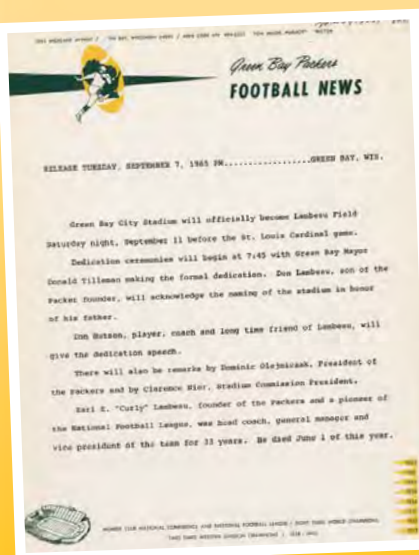 Green Bay Packers
FOOTBALL NEWS
RELEASE TUESDAY, SEPTEMBER 7, 1965 PM..................GREEN BAY, WIS.
Green Bay City Stadium will officially become Lambeau Field
Saturday night, September 11 before the St. Louis Cardinal game.
Dedication ceremonies will begin at 7:45 with Green Bay Mayor
Donald Tilleman making the formal dedication. Don Lambeau, son of the
Packer founder, will acknowledge the naming of the stadium in honor
of his father.
Don Hutson, player, coach and long time friend of Lambeau, will
give the dedication speech.
There will also be remarks by Dominic Olejniczak, President of
the Packers and by Clarence Nier, Stadium Commission President.
Earl E. "Curly" Lambeau, founder of the Packers and a pioneer of
the National Football League, was head coach, general manager and
vice president of the team for 33 years. He died June 1 of this year.